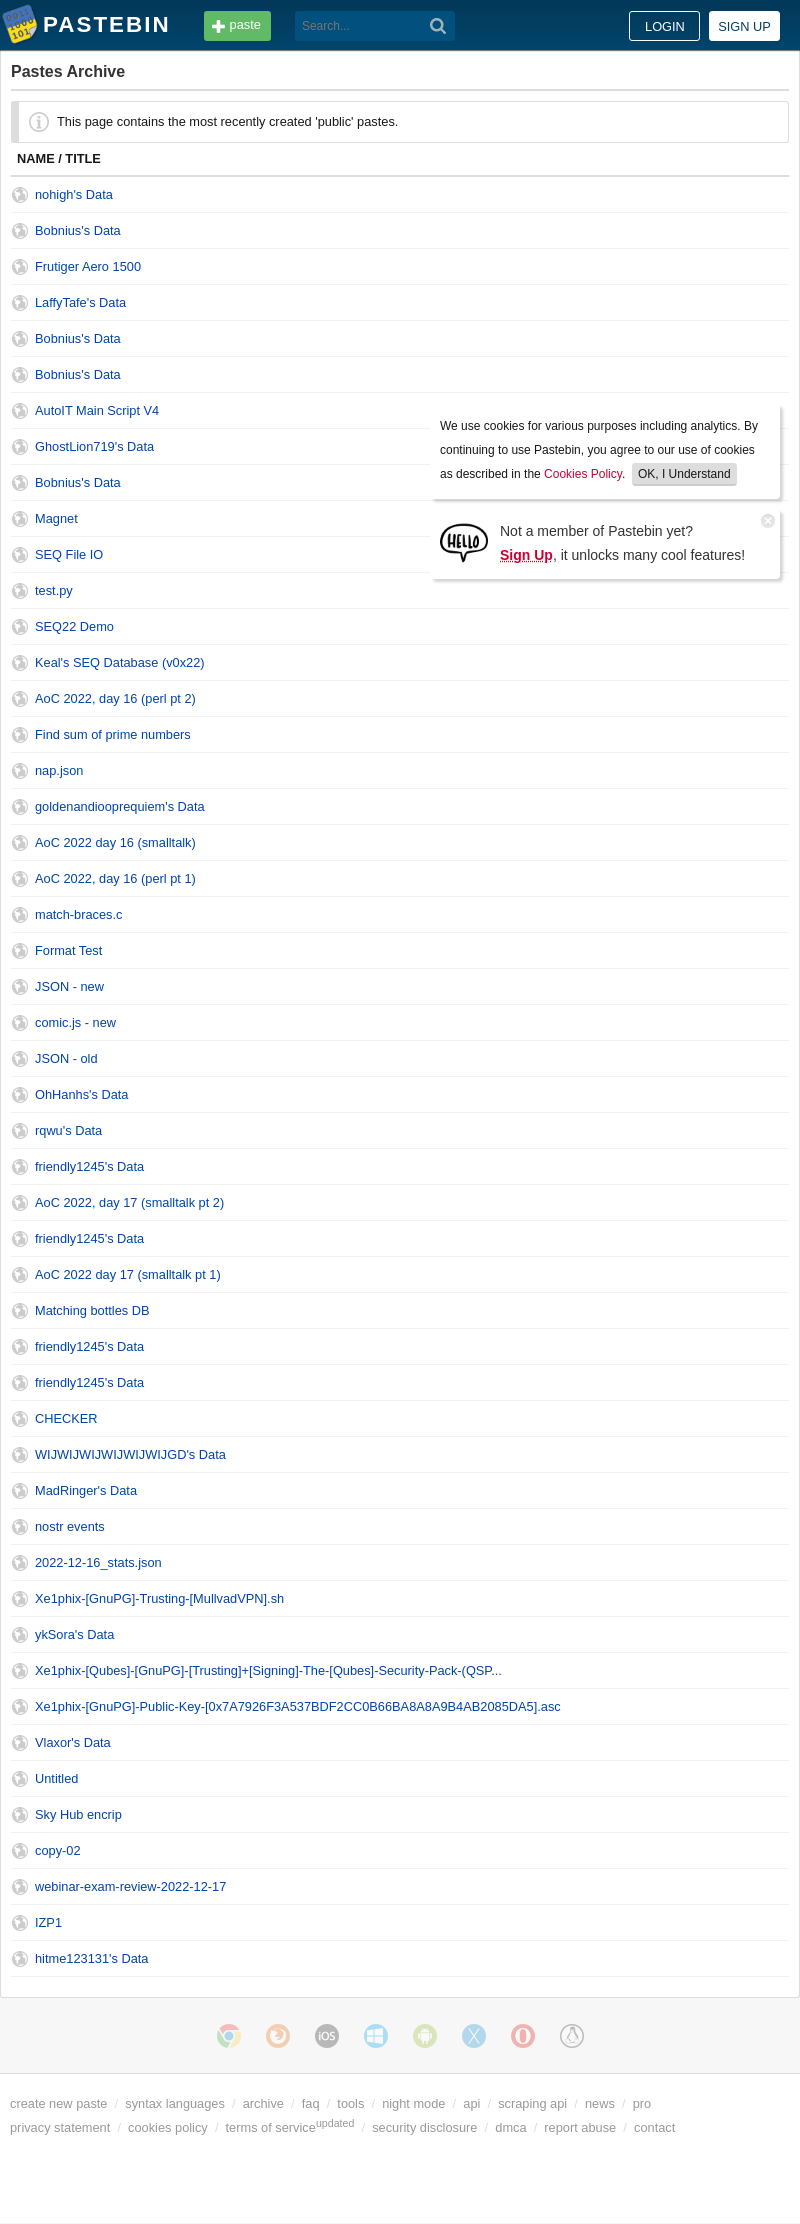 PASTEBIN paste Search... LOGIN SIGN UP
Pastes Archive
This page contains the most recently created 'public' pastes.
NAME / TITLE
nohigh's Data
Bobnius's Data
Frutiger Aero 1500
LaffyTafe's Data
Bobnius's Data
Bobnius's Data
AutoIT Main Script V4
GhostLion719's Data
Bobnius's Data
Magnet
SEQ File IO
We use cookies for various purposes including analytics. By
continuing to use Pastebin, you agree to our use of cookies
as described in the Cookies Policy. OK, I Understand
HELLO
Not a member of Pastebin yet?
Sign Up, it unlocks many cool features!
test.py
SEQ22 Demo
Keal's SEQ Database (v0x22)
AoC 2022, day 16 (perl pt 2)
Find sum of prime numbers
nap.json
goldenandiooprequiem's Data
AoC 2022 day 16 (smalltalk)
AoC 2022, day 16 (perl pt 1)
match-braces.c
Format Test
JSON - new
comic.js - new
JSON - old
OhHanhs's Data
rqwu's Data
friendly1245's Data
AoC 2022, day 17 (smalltalk pt 2)
friendly1245's Data
AoC 2022 day 17 (smalltalk pt 1)
Matching bottles DB
friendly1245's Data
friendly1245's Data
CHECKER
WIJWIJWIJWIJWIJWIJGD's Data
MadRinger's Data
nostr events
2022-12-16_stats.json
Xe1phix-[GnuPG]-Trusting-[MullvadVPN].sh
ykSora's Data
Xe1phix-[Qubes]-[GnuPG]-[Trusting]+[Signing]-The-[Qubes]-Security-Pack-(QSP...
Xe1phix-[GnuPG]-Public-Key-[0x7A7926F3A537BDF2CC0B66BA8A8A9B4AB2085DA5].asc
Vlaxor's Data
Untitled
Sky Hub encrip
copy-02
webinar-exam-review-2022-12-17
IZP1
hitme123131's Data
iOS
create new paste / syntax languages / archive / faq / tools / night mode / api / scraping api / news / pro
privacy statement / cookies policy / terms of service updated / security disclosure / dmca / report abuse / contact